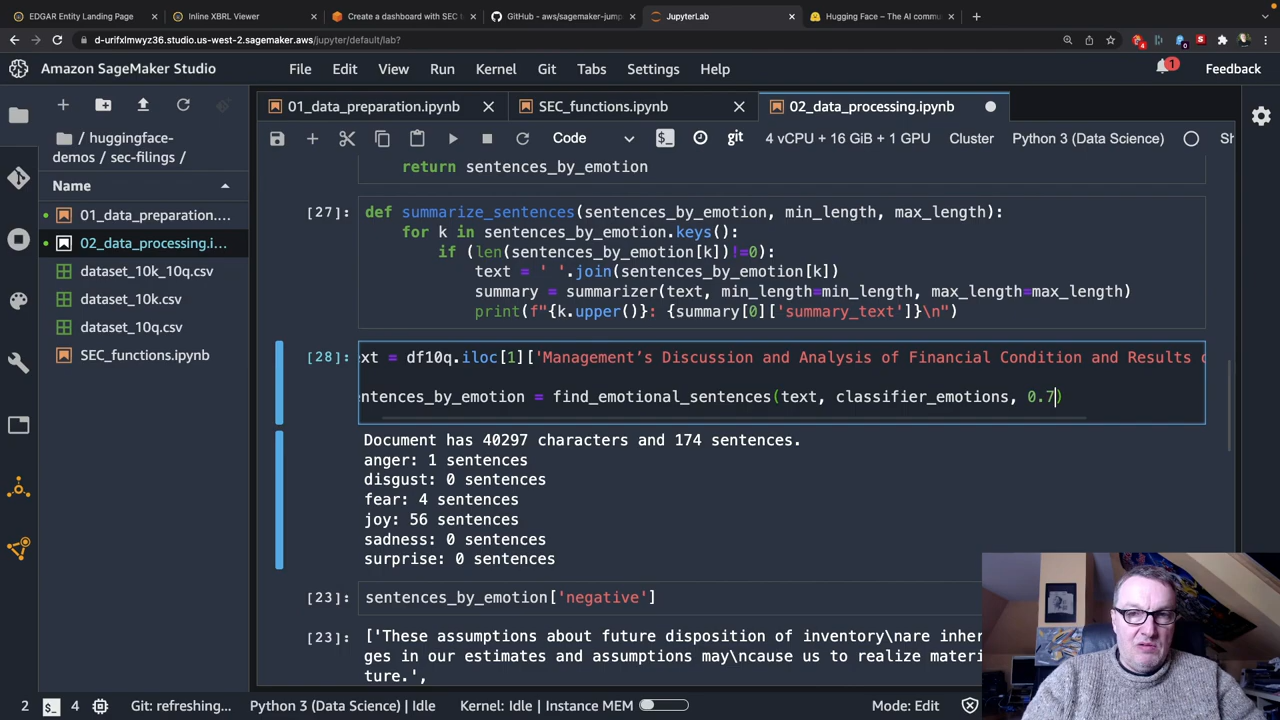 EDGAR Entity Landing Page
Inline XBRL Viewer
Create a dashboard with SEC
GitHub - aws/sagemaker-jump
JupyterLab
Hugging Face – The AI commu
d-urifxlmwyz36.studio.us-west-2.sagemaker.aws/jupyter/default/lab?
Amazon SageMaker Studio
File Edit View Run Kernel Git Tabs Settings Help
1
Feedback
01_data_preparation.ipynb
SEC_functions.ipynb
02_data_processing.ipynb
Code
git
4 vCPU + 16 GiB + 1 GPU
Cluster
Python 3 (Data Science)
Sh
/ huggingface-
demos / sec-filings /
Name
01_data_preparation....
02_data_processing.i...
dataset_10k_10q.csv
dataset_10k.csv
dataset_10q.csv
SEC_functions.ipynb
return sentences_by_emotion
[27]: def summarize_sentences(sentences_by_emotion, min_length, max_length):
for k in sentences_by_emotion.keys():
if (len(sentences_by_emotion[k])!=0):
text = ' '.join(sentences_by_emotion[k])
summary = summarizer(text, min_length=min_length, max_length=max_length)
print(f"{k.upper()}: {summary[0]['summary_text']}\n")
[28]: ext = df10q.iloc[1]['Management’s Discussion and Analysis of Financial Condition and Results
entences_by_emotion = find_emotional_sentences(text, classifier_emotions, 0.7)
Document has 40297 characters and 174 sentences.
anger: 1 sentences
disgust: 0 sentences
fear: 4 sentences
joy: 56 sentences
sadness: 0 sentences
surprise: 0 sentences
[23]: sentences_by_emotion['negative']
[23]: ['These assumptions about future disposition of inventory\nare inher
ges in our estimates and assumptions may\ncause us to realize materi
ture.',
2
4
Git: refreshing...
Python 3 (Data Science) | Idle
Kernel: Idle | Instance MEM
Mode: Edit